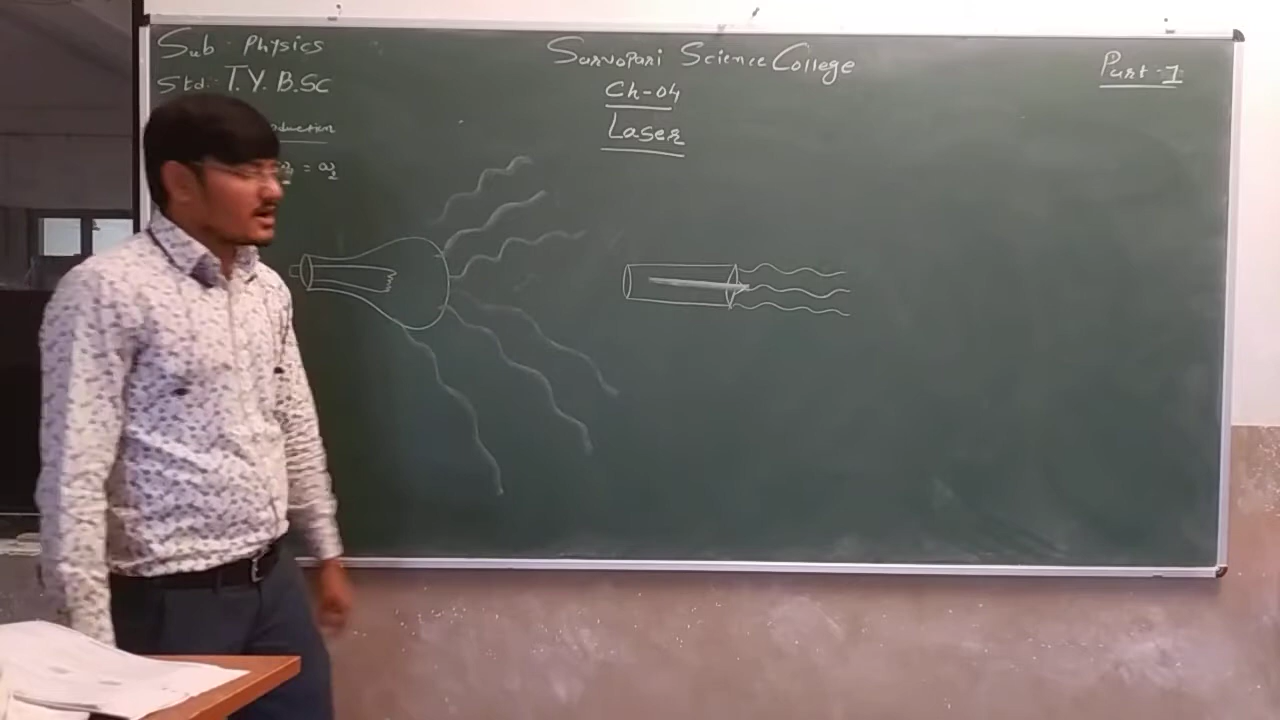 Sub : Physics
Std: T.Y. B.Sc
Sarvopari Science College
Ch-04
Laser
Part-1